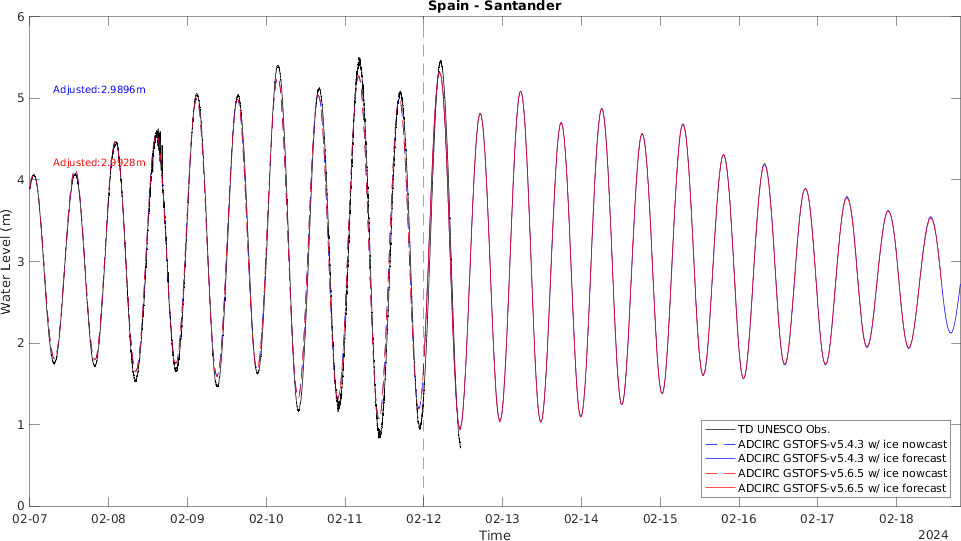 Spain - Santander
6
5
4
3
2
1
0
Water Level (m)
Adjusted:2.9896m
Adjusted:2.9928m
TD UNESCO Obs.
ADCIRC GSTOFS-v5.4.3 w/ ice nowcast
ADCIRC GSTOFS-v5.4.3 w/ ice forecast
ADCIRC GSTOFS-v5.6.5 w/ ice nowcast
ADCIRC GSTOFS-v5.6.5 w/ ice forecast
02-07 02-08 02-09 02-10 02-11 02-12 02-13 02-14 02-15 02-16 02-17 02-18
Time
2024